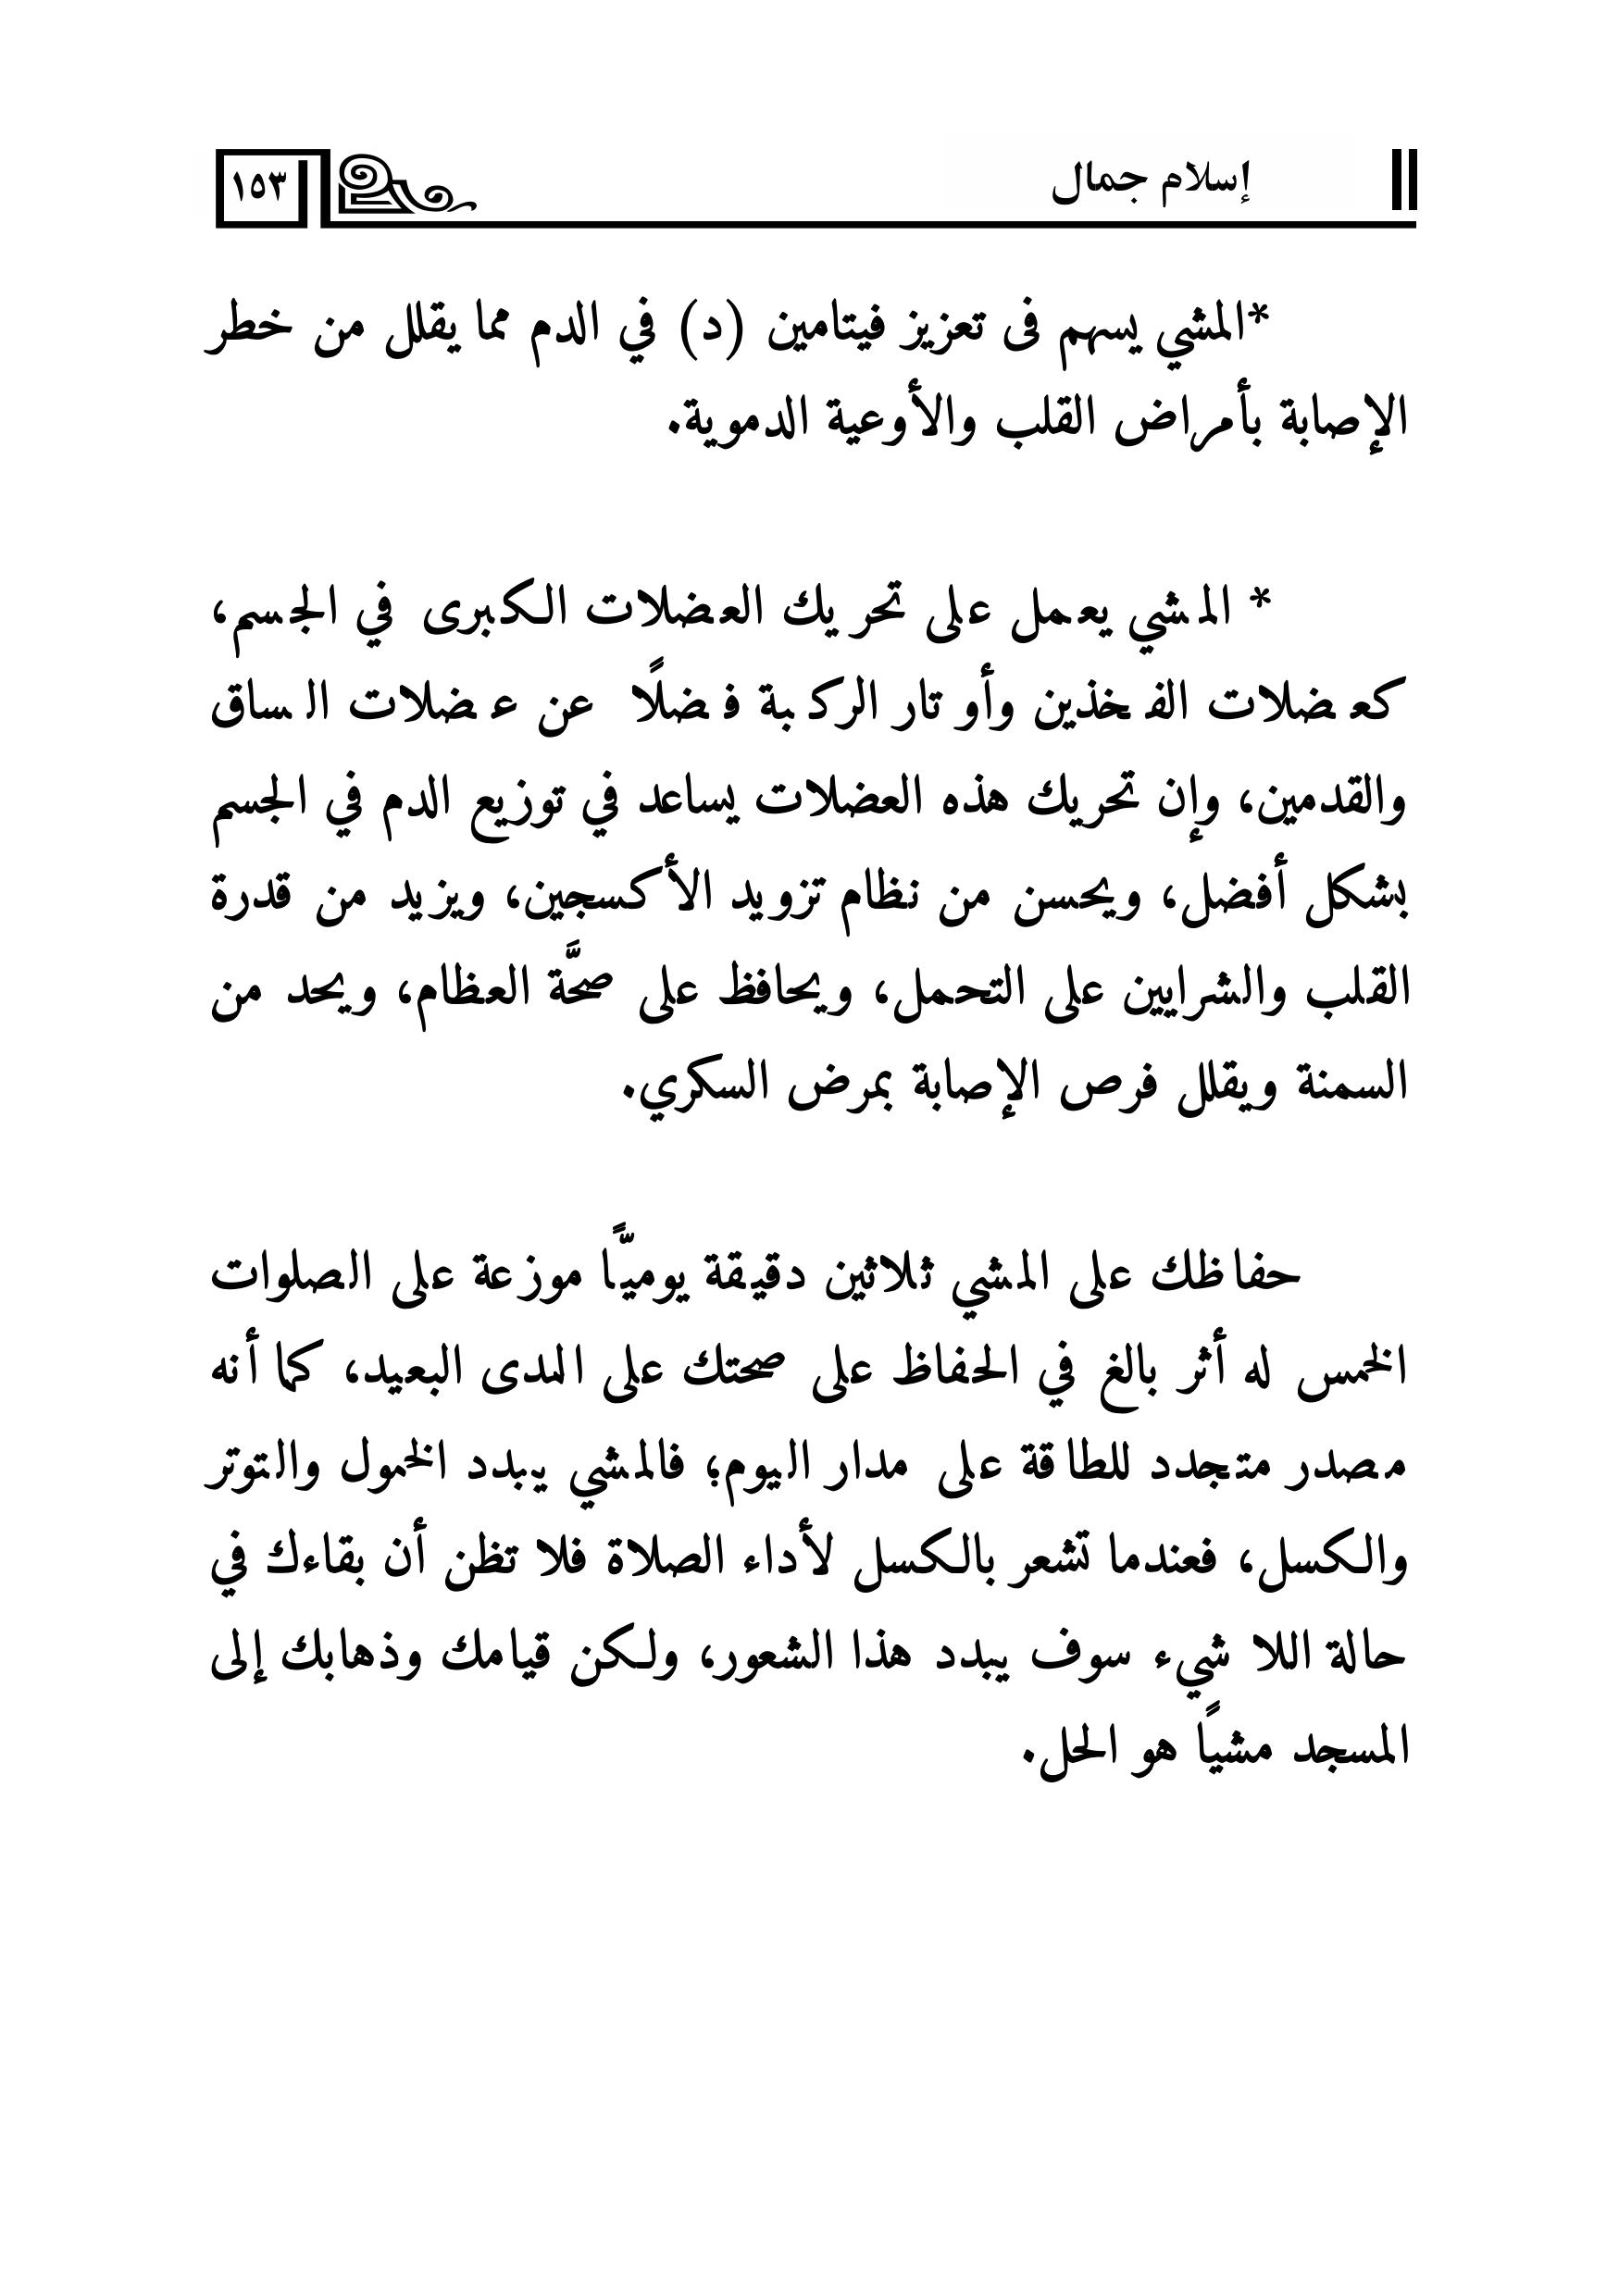 إسلام جمال
١٥٣
*المشي يسهم فى تعزيز فيتامين (د) في الدم مما يقلل من خطر
الإصابة بأمراض القلب والأوعية الدموية.
* المشي يعمل على تحريك العضلات الكبرى في الجسم،
كعضلات الفخذين وأوتار الركبة فضلًا عن عضلات الساق
والقدمين، وإن تحريك هذه العضلات يساعد في توزيع الدم في الجسم
بشكل أفضل، ويحسن من نظام تزويد الأكسجين، ويزيد من قدرة
القلب والشرايين على التحمل، ويحافظ على صحَّة العظام، ويحد من
السمنة ويقلل فرص الإصابة بمرض السكري.
حفاظك على المشي ثلاثين دقيقة يوميًّا موزعة على الصلوات
الخمس له أثر بالغ في الحفاظ على صحتك على المدى البعيد، كما أنه
مصدر متجدد للطاقة على مدار اليوم؛ فالمشي يبدد الخمول والتوتر
والكسل، فعندما تشعر بالكسل لأداء الصلاة فلا تظن أن بقاءك في
حالة اللا شيء سوف يبدد هذا الشعور، ولكن قيامك وذهابك إلى
المسجد مشيًا هو الحل.